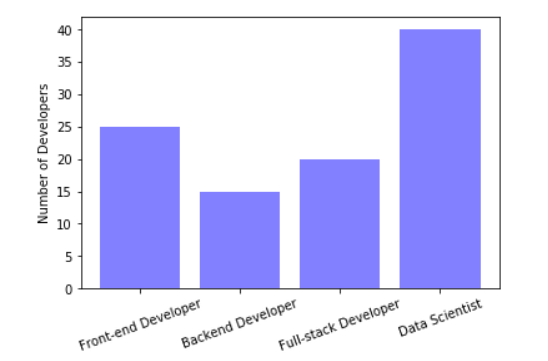 40
35
30
25
20
15
10
5
0
Number of Developers
Front-end Developer
Backend Developer
Full-stack Developer
Data Scientist